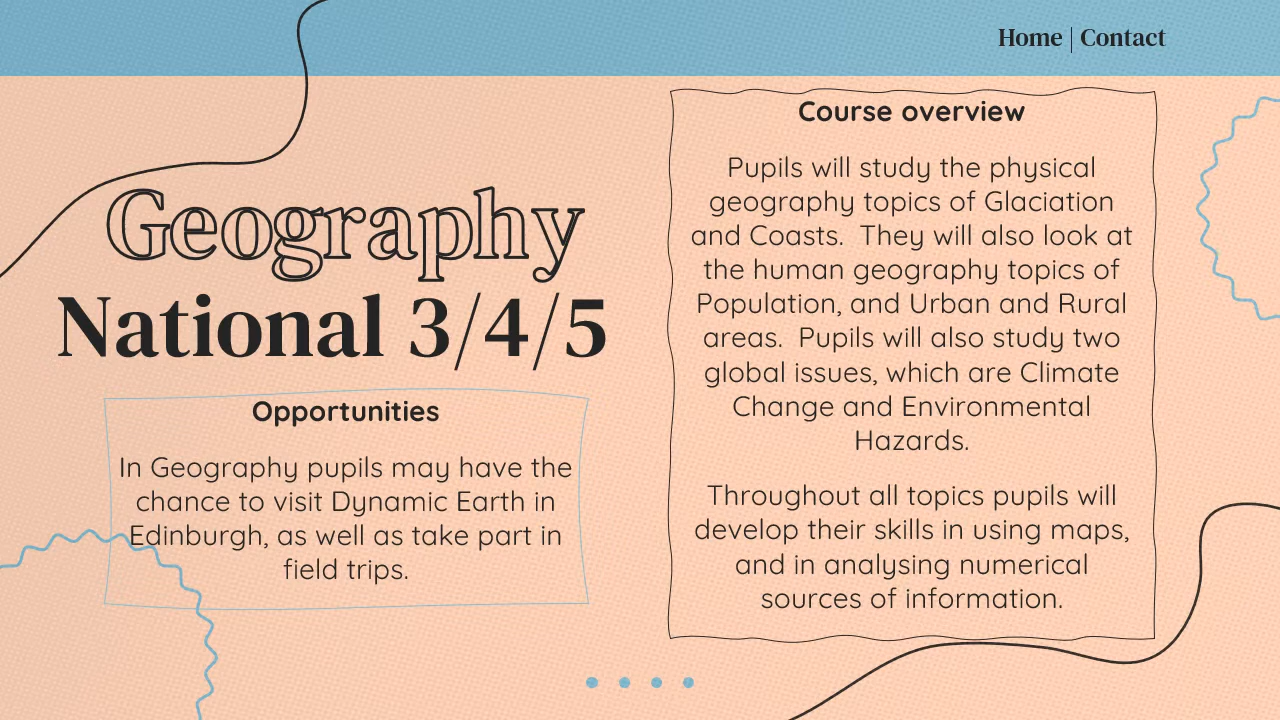 Home | Contact
Geography
National 3/4/5
Opportunities
In Geography pupils may have the
chance to visit Dynamic Earth in
Edinburgh, as well as take part in
field trips.
Course overview
Pupils will study the physical
geography topics of Glaciation
and Coasts.  They will also look at
the human geography topics of
Population, and Urban and Rural
areas.  Pupils will also study two
global issues, which are Climate
Change and Environmental
Hazards.
Throughout all topics pupils will
develop their skills in using maps,
and in analysing numerical
sources of information.